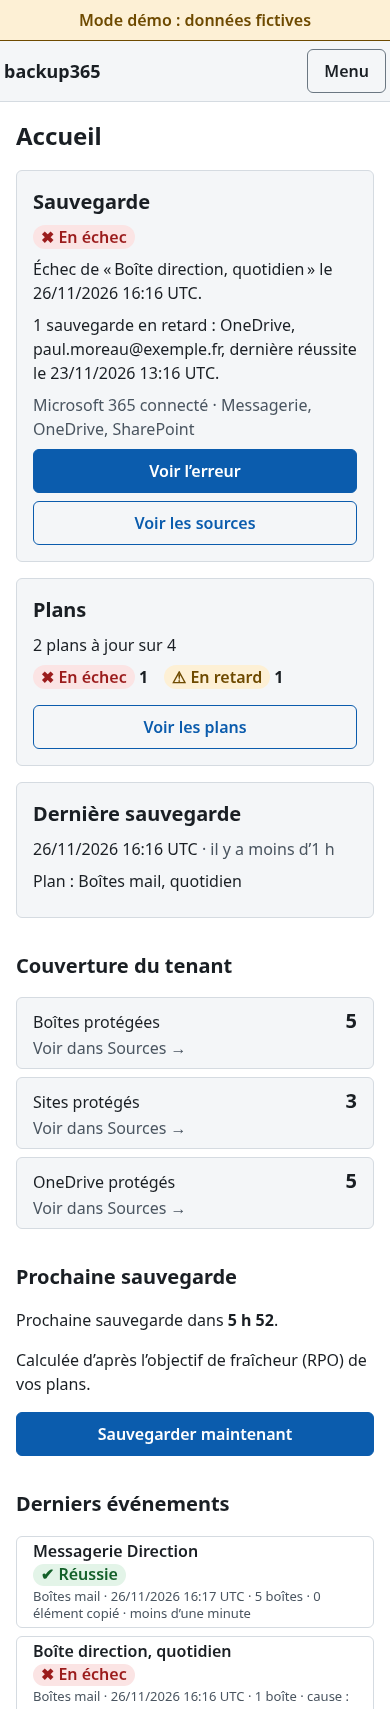 Mode démo : données fictives
backup365
Menu
Accueil
Sauvegarde
✖ En échec
Échec de « Boîte direction, quotidien » le
26/11/2026 16:16 UTC.
1 sauvegarde en retard : OneDrive,
paul.moreau@exemple.fr, dernière réussite
le 23/11/2026 13:16 UTC.
Microsoft 365 connecté · Messagerie,
OneDrive, SharePoint
Voir l’erreur
Voir les sources
Plans
2 plans à jour sur 4
✖ En échec 1 ⚠ En retard 1
Voir les plans
Dernière sauvegarde
26/11/2026 16:16 UTC · il y a moins d’1 h
Plan : Boîtes mail, quotidien
Couverture du tenant
Boîtes protégées 5
Voir dans Sources →
Sites protégés 3
Voir dans Sources →
OneDrive protégés 5
Voir dans Sources →
Prochaine sauvegarde
Prochaine sauvegarde dans 5 h 52.
Calculée d’après l’objectif de fraîcheur (RPO) de
vos plans.
Sauvegarder maintenant
Derniers événements
Messagerie Direction
✔ Réussie
Boîtes mail · 26/11/2026 16:17 UTC · 5 boîtes · 0
élément copié · moins d’une minute
Boîte direction, quotidien
✖ En échec
Boîtes mail · 26/11/2026 16:16 UTC · 1 boîte · cause :